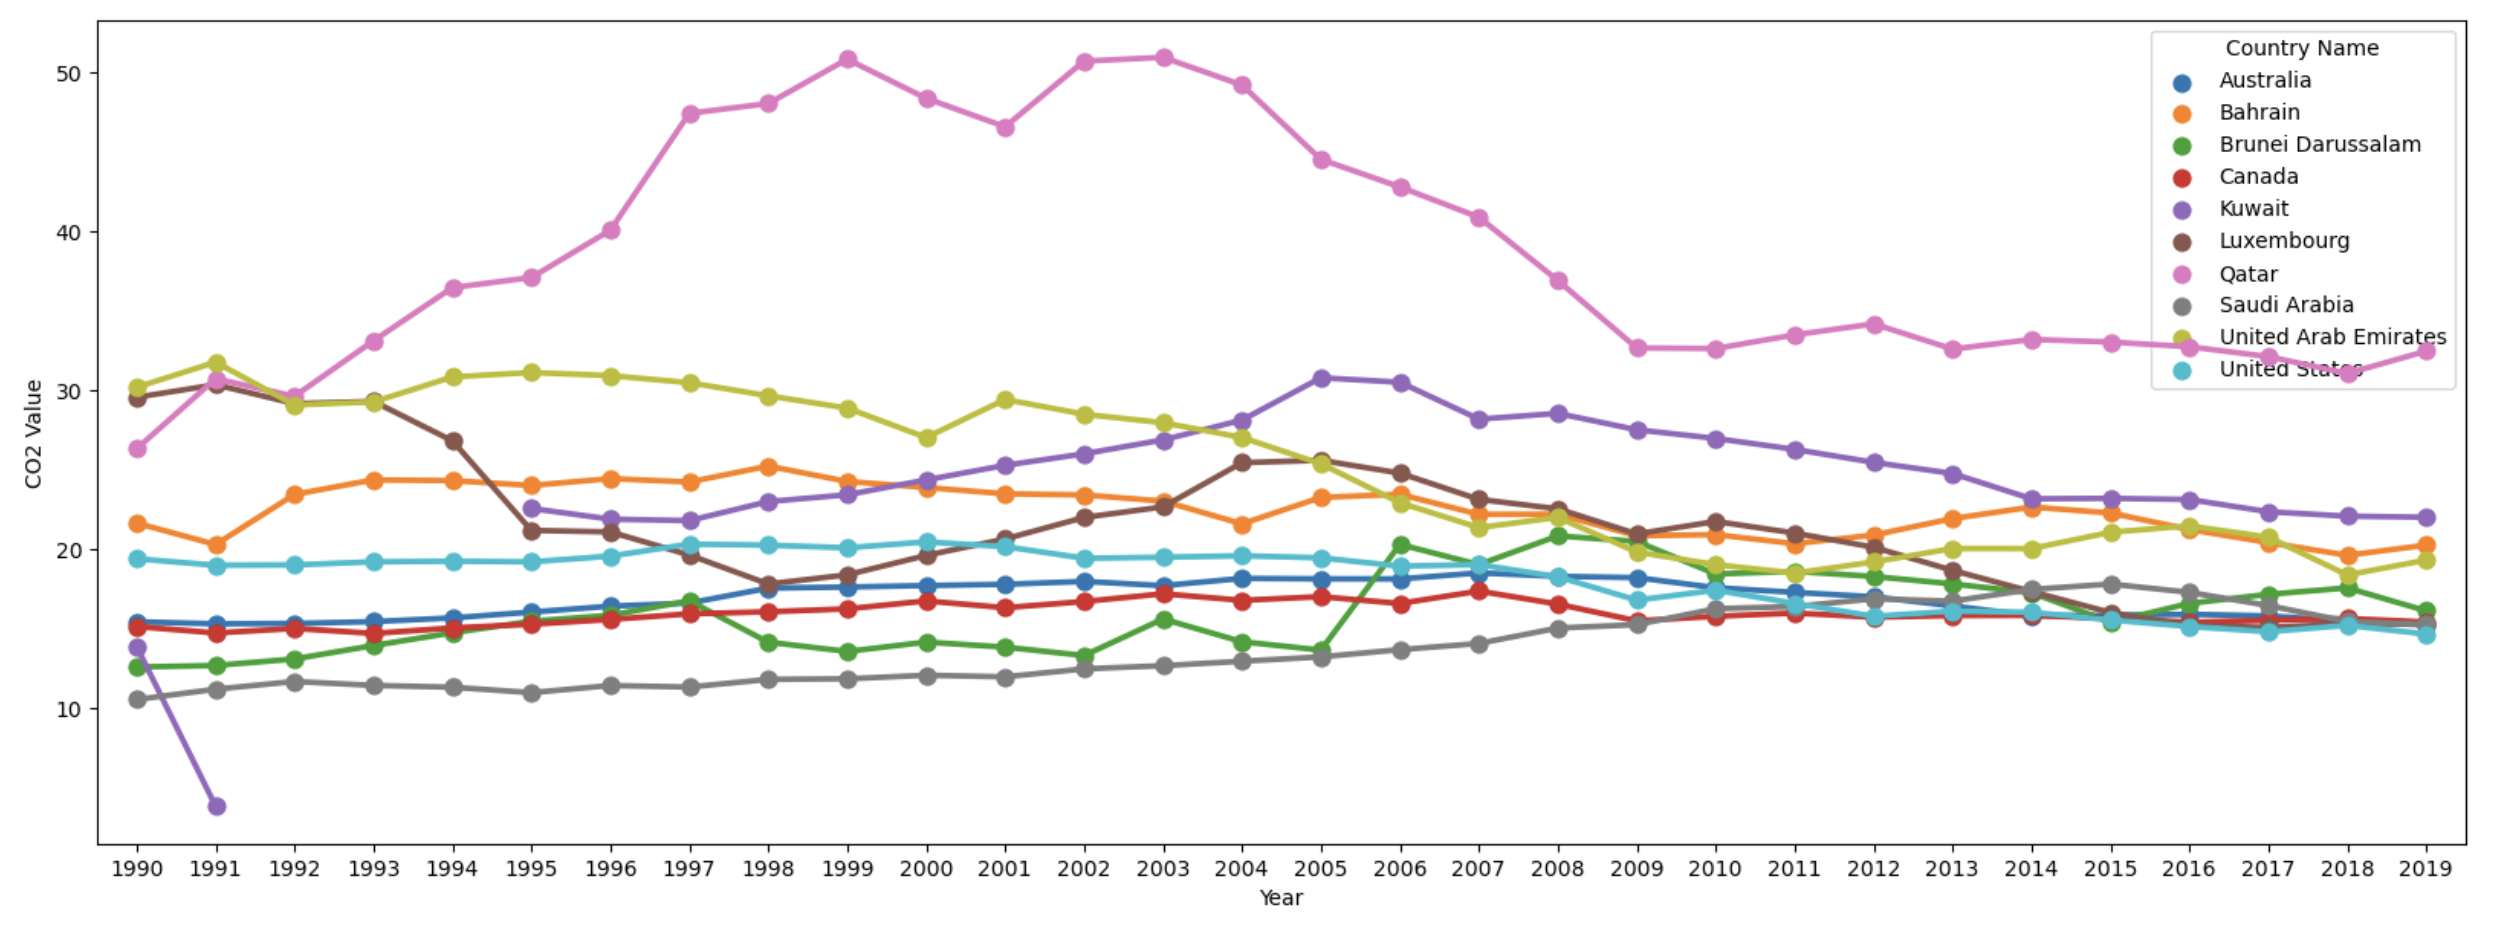 Country Name
Australia
Bahrain
Brunei Darussalam
Canada
Kuwait
Luxembourg
Qatar
Saudi Arabia
United Arab Emirates
United States
50
40
30
20
10
CO2 Value
1990 1991 1992 1993 1994 1995 1996 1997 1998 1999 2000 2001 2002 2003 2004 2005 2006 2007 2008 2009 2010 2011 2012 2013 2014 2015 2016 2017 2018 2019
Year